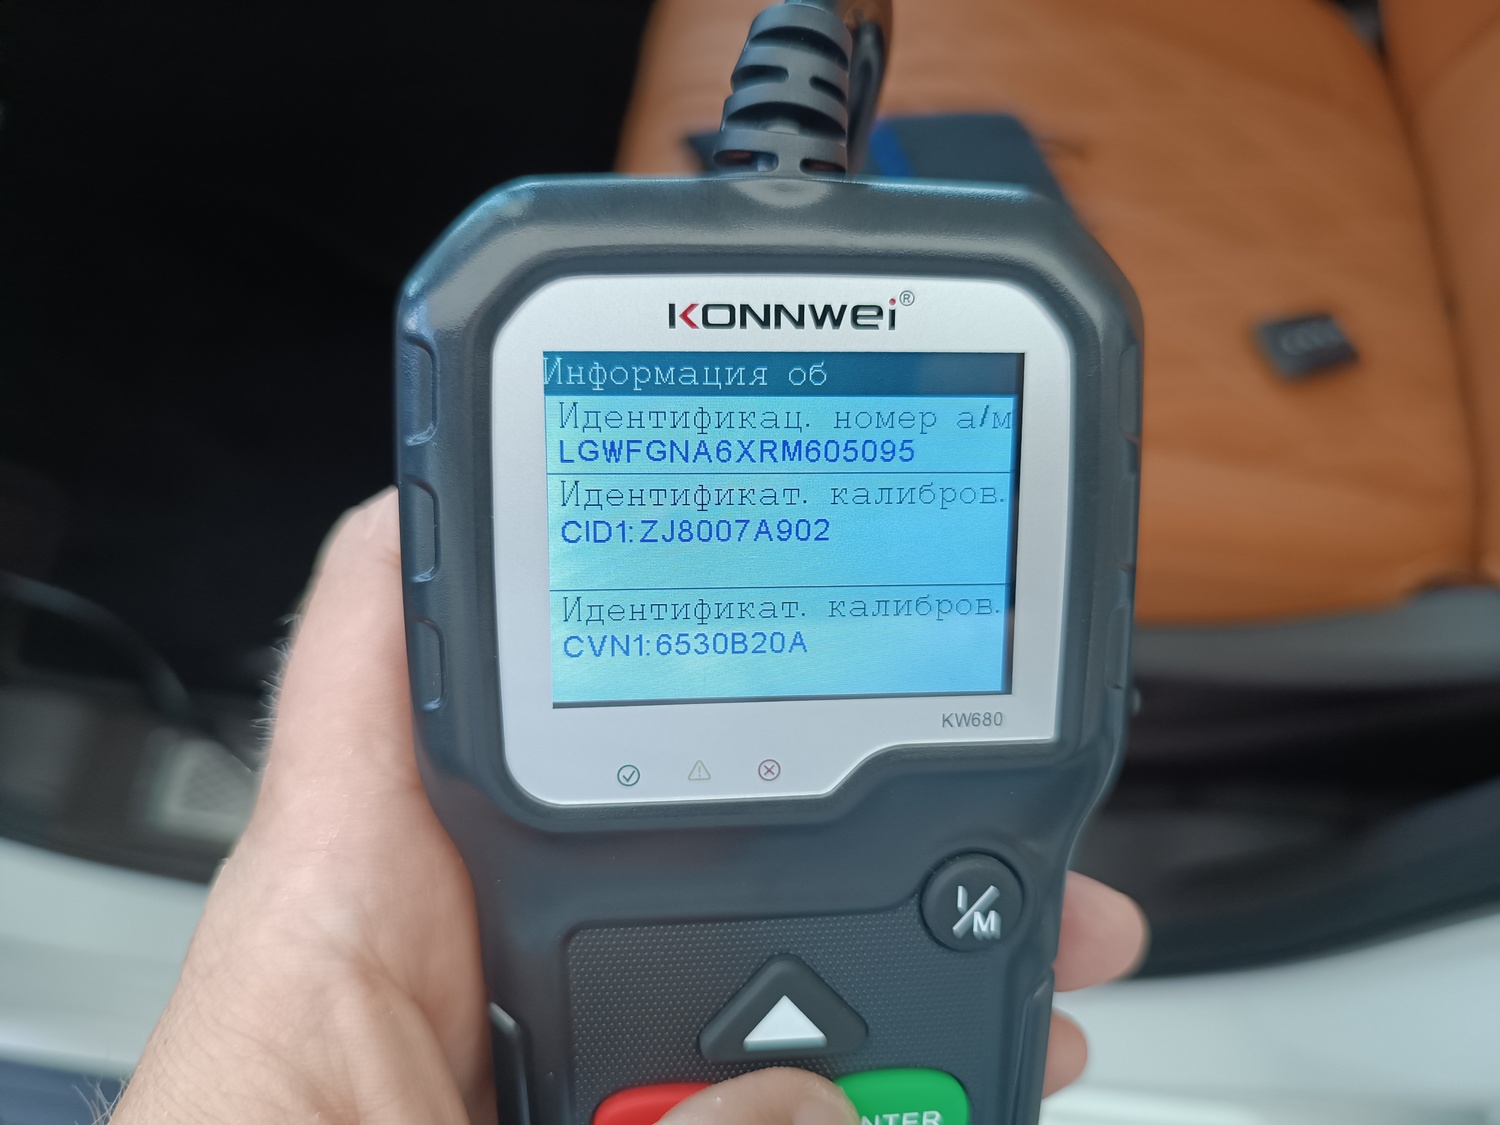 KONNWEI®
Информация об
Идентификац. номер а/м
LGWFGNA6XRM605095
Идентификат. калибров.
CID1:ZJ8007A902
Идентификат. калибров.
CVN1:6530B20A
KW680
I/M